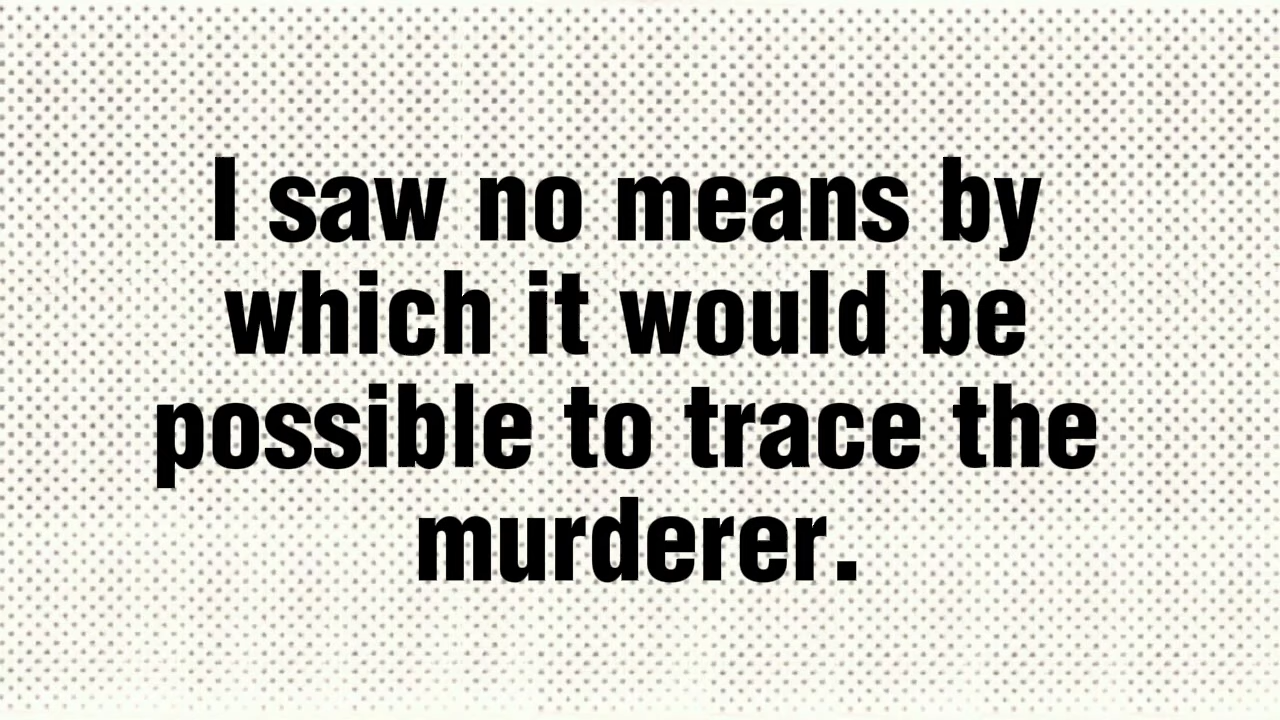 I saw no means by
which it would be
possible to trace the
murderer.